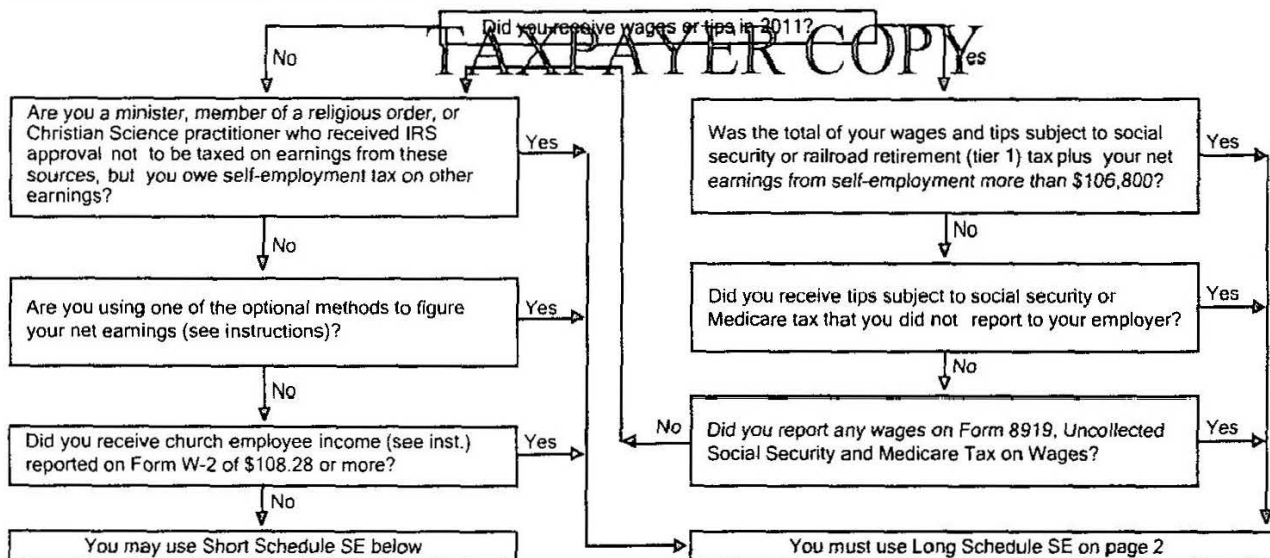 Did you receive wages or tips in 2011?
TAXPAYER COPY
No
Yes
Are you a minister, member of a religious order, or
Christian Science practitioner who received IRS
approval not to be taxed on earnings from these
sources, but you owe self-employment tax on other
earnings?
Yes
Was the total of your wages and tips subject to social
security or railroad retirement (tier 1) tax plus your net
earnings from self-employment more than $106,800?
Yes
No
No
Are you using one of the optional methods to figure
your net earnings (see instructions)?
Yes
Did you receive tips subject to social security or
Medicare tax that you did not report to your employer?
Yes
No
No
Did you receive church employee income (see inst.)
reported on Form W-2 of $108.28 or more?
Yes
No
Did you report any wages on Form 8919, Uncollected
Social Security and Medicare Tax on Wages?
Yes
No
You may use Short Schedule SE below
You must use Long Schedule SE on page 2